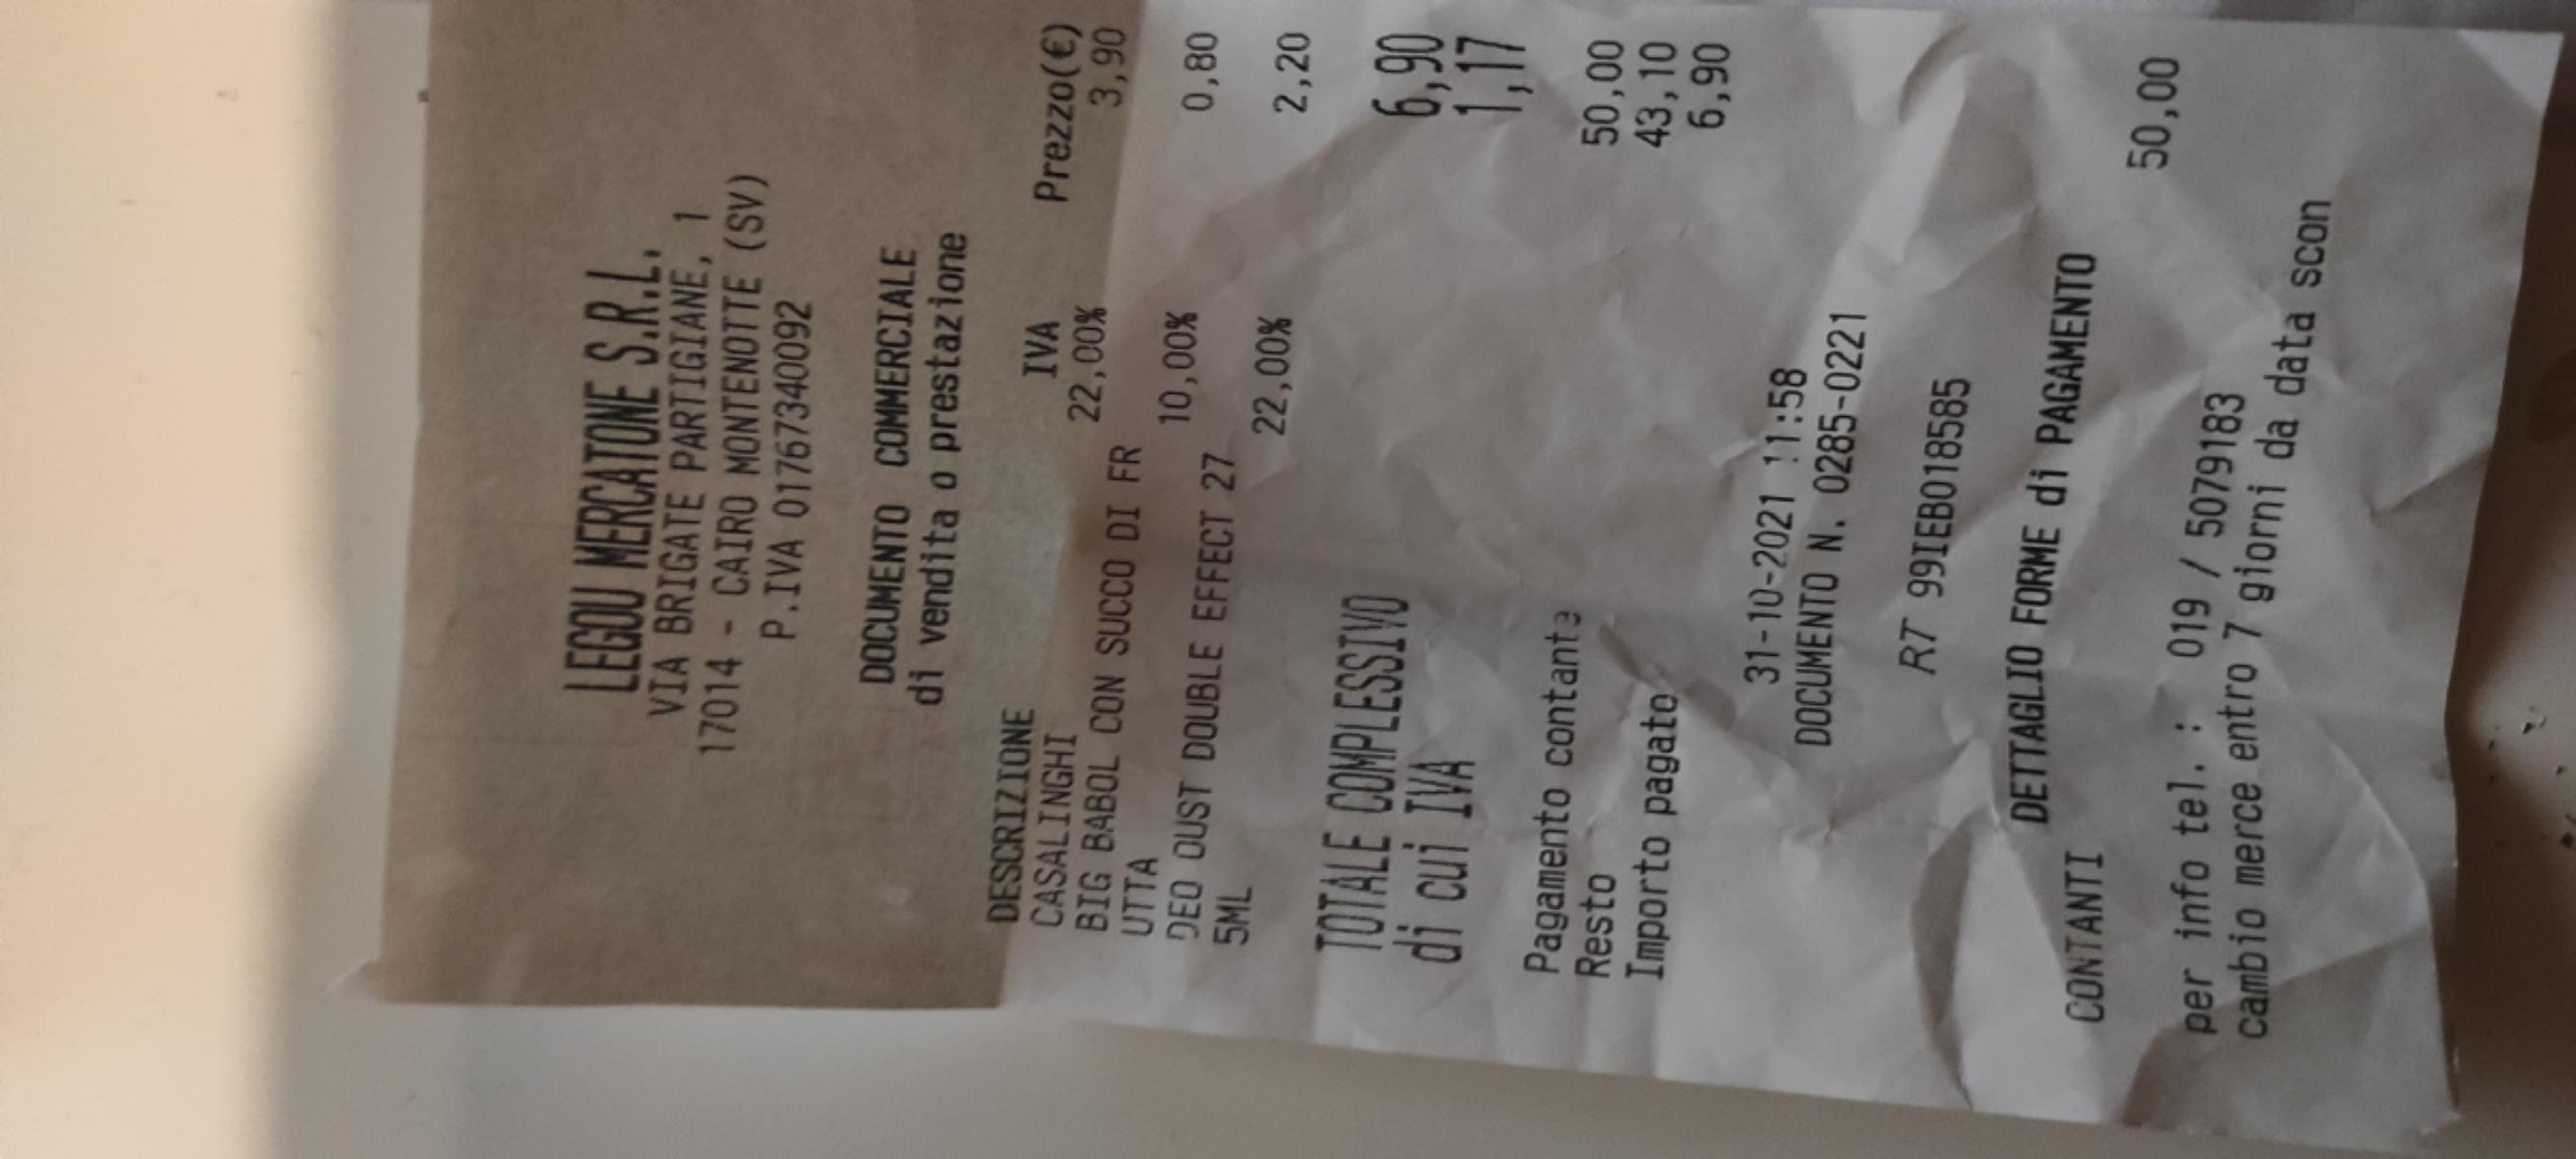 LEGOU MERCATONE S.R.L.
VIA BRIGATE PARTIGIANE, 1
17014 - CAIRO MONTENOTTE (SV)
P.IVA 01767340092
DOCUMENTO COMMERCIALE
di vendita o prestazione
DESCRIZIONE IVA Prezzo(€)
CASALINGHI 22,00% 3,90
BIG BABOL CON SUCCO DI FR
UTTA 10,00% 0,80
DEO OUST DOUBLE EFFECT 27
5ML 22,00% 2,20
TOTALE COMPLESSIVO 6,90
di cui IVA 1,17
Pagamento contante 50,00
Resto 43,10
Importo pagato 6,90
31-10-2021 11:58
DOCUMENTO N. 0285-0221
RT 99IEB018585
DETTAGLIO FORME di PAGAMENTO
CONTANTI 50,00
per info tel. : 019 / 5079183
cambio merce entro 7 giorni da data scon